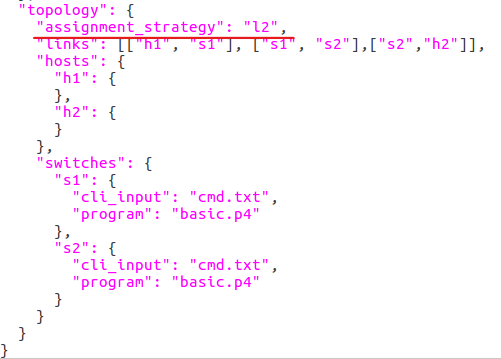 "topology": {
"assignment_strategy": "l2",
"links": [["h1", "s1"], ["s1", "s2"],["s2","h2"]],
"hosts": {
"h1": {
},
"h2": {
}
},
"switches": {
"s1": {
"cli_input": "cmd.txt",
"program": "basic.p4"
},
"s2": {
"cli_input": "cmd.txt",
"program": "basic.p4"
}
}
}
}